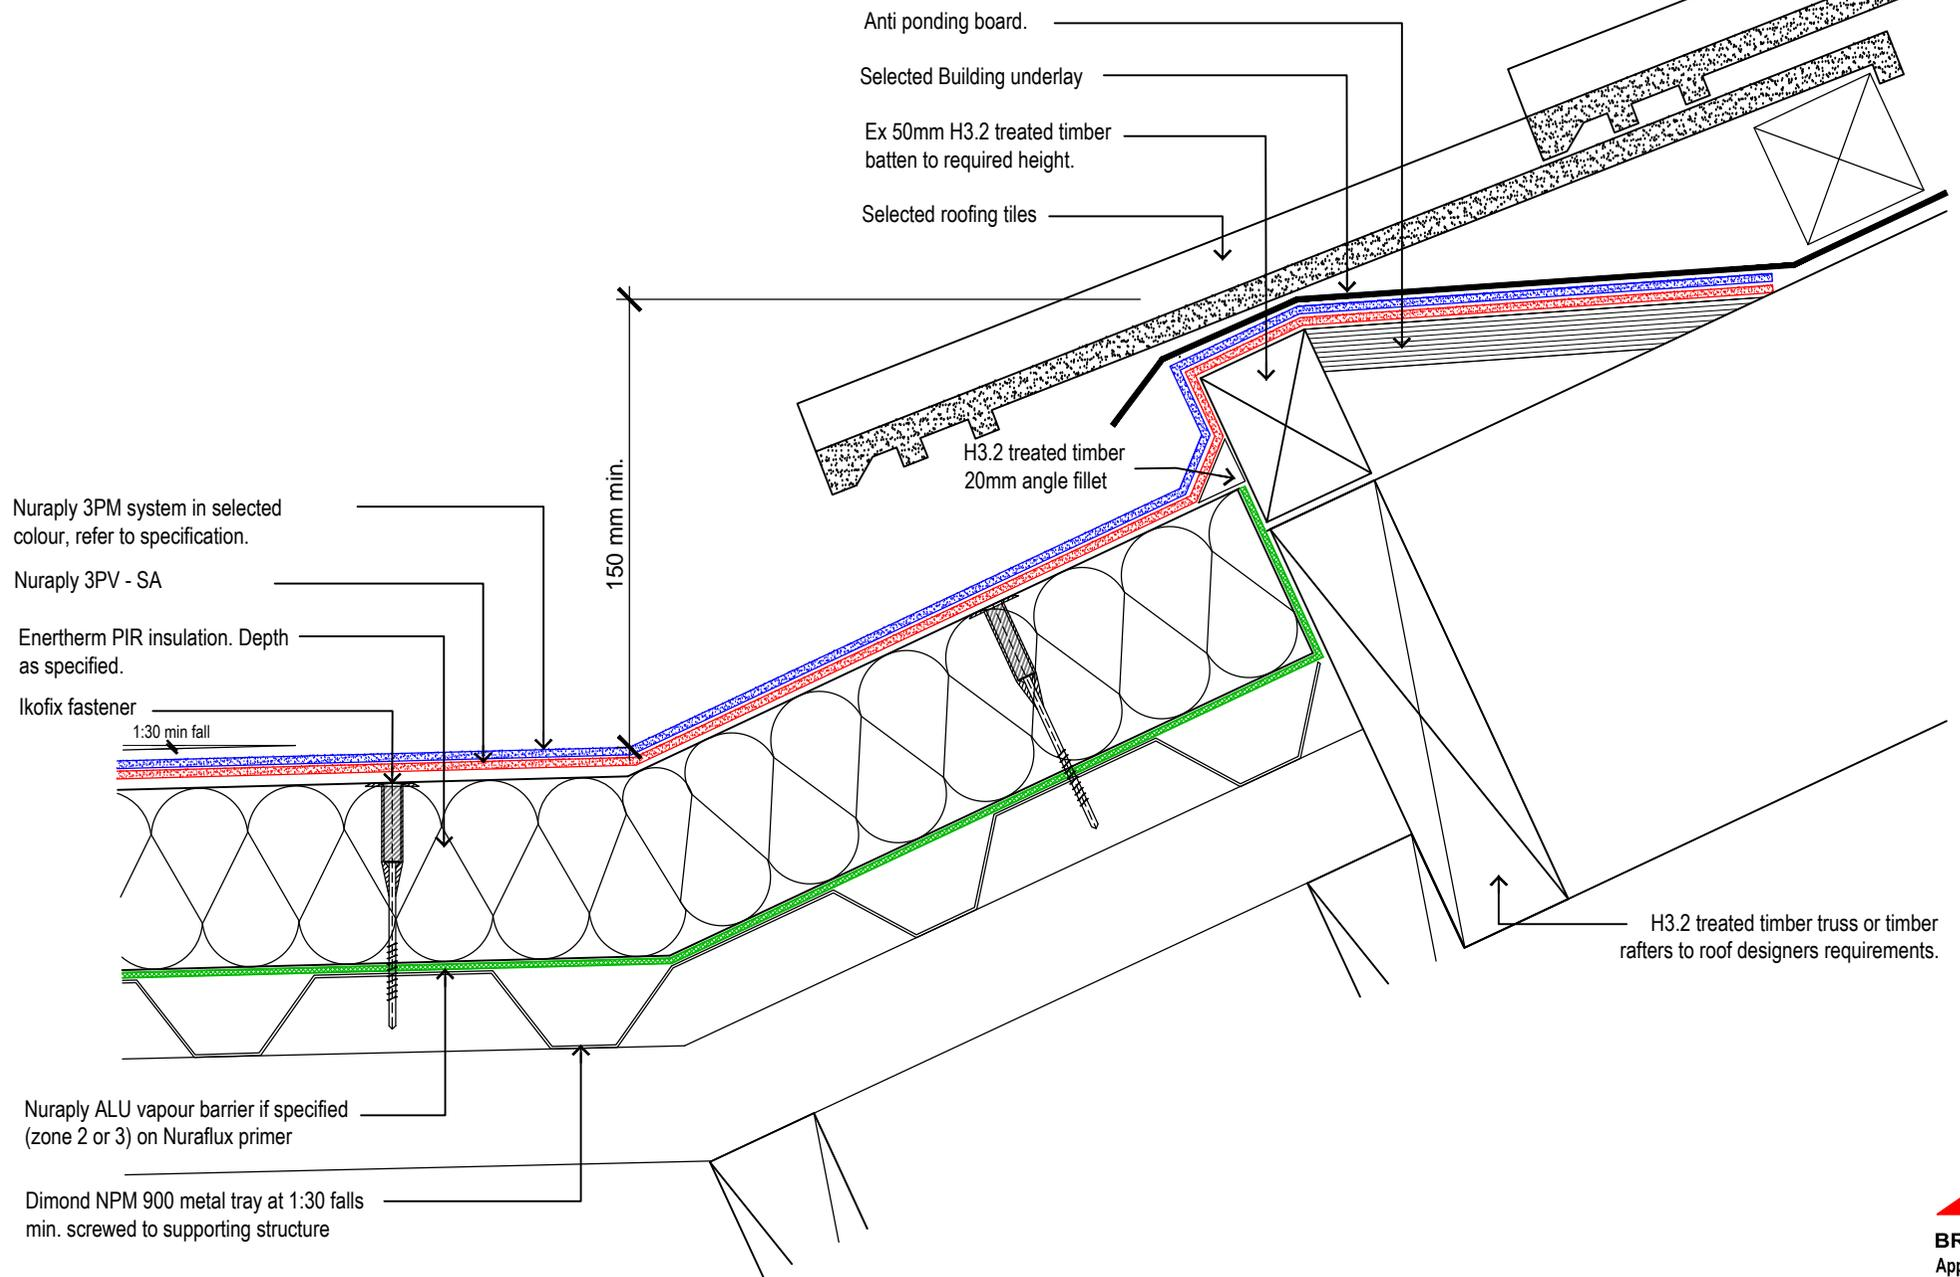 Anti ponding board.
Selected Building underlay
Ex 50mm H3.2 treated timber
batten to required height.
Selected roofing tiles
H3.2 treated timber
20mm angle fillet
150 mm min.
Nuraply 3PM system in selected
colour, refer to specification.
Nuraply 3PV - SA
Enertherm PIR insulation. Depth
as specified.
Ikofix fastener
1:30 min fall
H3.2 treated timber truss or timber
rafters to roof designers requirements.
Nuraply ALU vapour barrier if specified
(zone 2 or 3) on Nuraflux primer
Dimond NPM 900 metal tray at 1:30 falls
min. screwed to supporting structure
BR
App